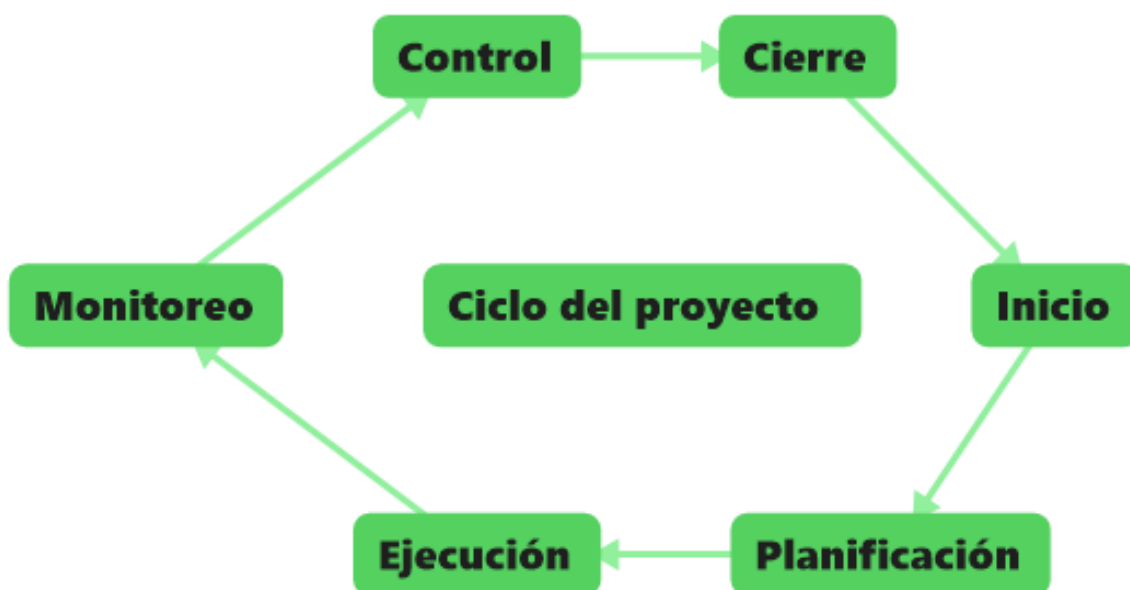 Control
Cierre
Monitoreo
Ciclo del proyecto
Inicio
Ejecución
Planificación